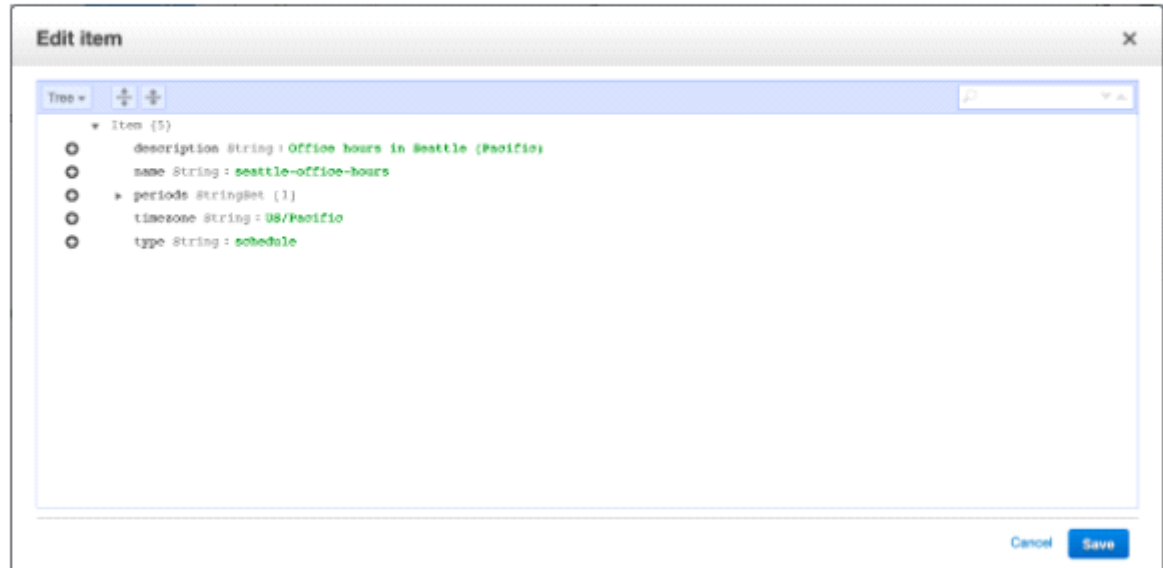 Edit item
×
Tree
Item {5}
description String : Office hours in Seattle (Pacific)
name String : seattle-office-hours
periods StringSet [1]
timezone String : US/Pacific
type String : schedule
Cancel Save